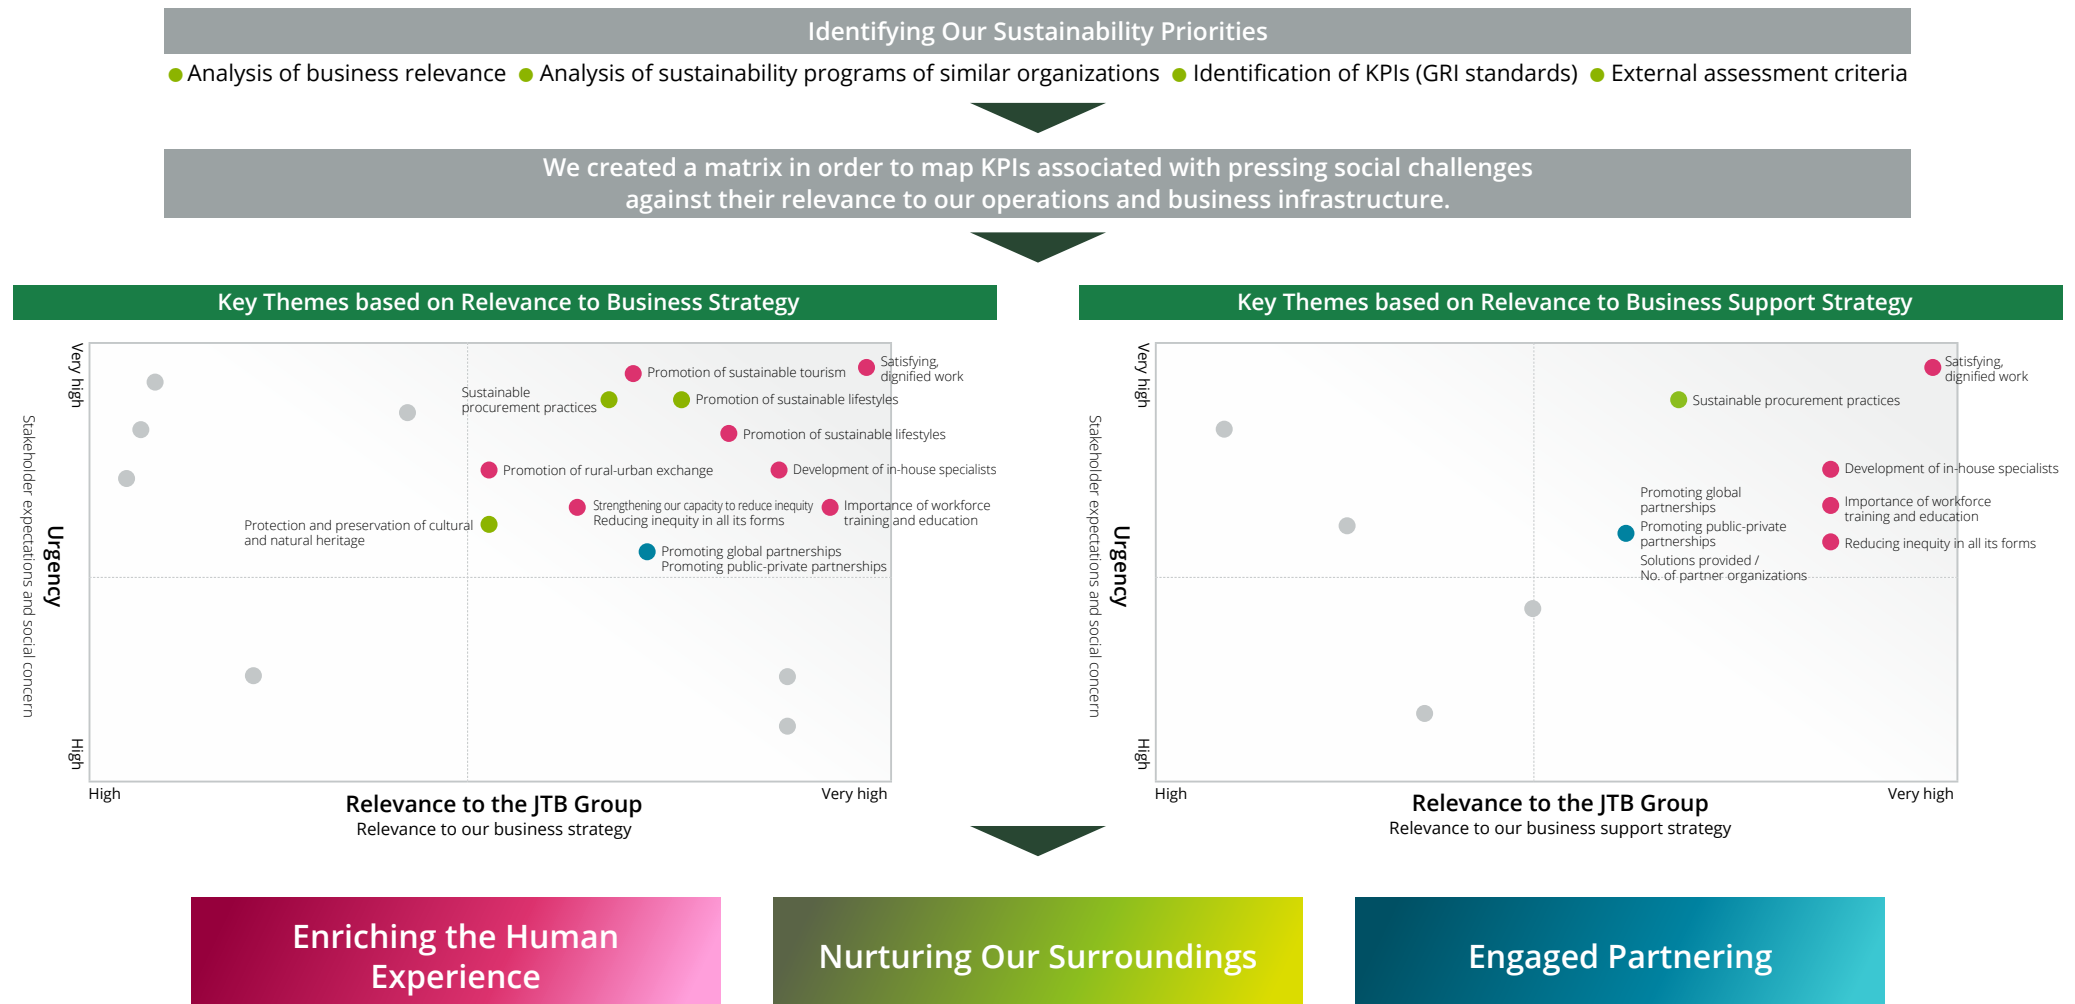 Identifying Our Sustainability Priorities
Analysis of business relevance
Analysis of sustainability programs of similar organizations
Identification of KPIs (GRI standards)
External assessment criteria
We created a matrix in order to map KPIs associated with pressing social challenges
against their relevance to our operations and business infrastructure.
Key Themes based on Relevance to Business Strategy
Very high
Urgency
Stakeholder expectations and social concern
High
Satisfying,
dignified work
Promotion of sustainable tourism
Sustainable
procurement practices
Promotion of sustainable lifestyles
Promotion of sustainable lifestyles
Promotion of rural-urban exchange
Development of in-house specialists
Strengthening our capacity to reduce inequity
Reducing inequity in all its forms
Importance of workforce
training and education
Protection and preservation of cultural
and natural heritage
Promoting global partnerships
Promoting public-private partnerships
High
Very high
Relevance to the JTB Group
Relevance to our business strategy
Key Themes based on Relevance to Business Support Strategy
Very high
Urgency
Stakeholder expectations and social concern
High
Satisfying,
dignified work
Sustainable procurement practices
Development of in-house specialists
Promoting global
partnerships
Promoting public-private
partnerships
Solutions provided /
No. of partner organizations
Importance of workforce
training and education
Reducing inequity in all its forms
High
Very high
Relevance to the JTB Group
Relevance to our business support strategy
Enriching the Human
Experience
Nurturing Our Surroundings
Engaged Partnering